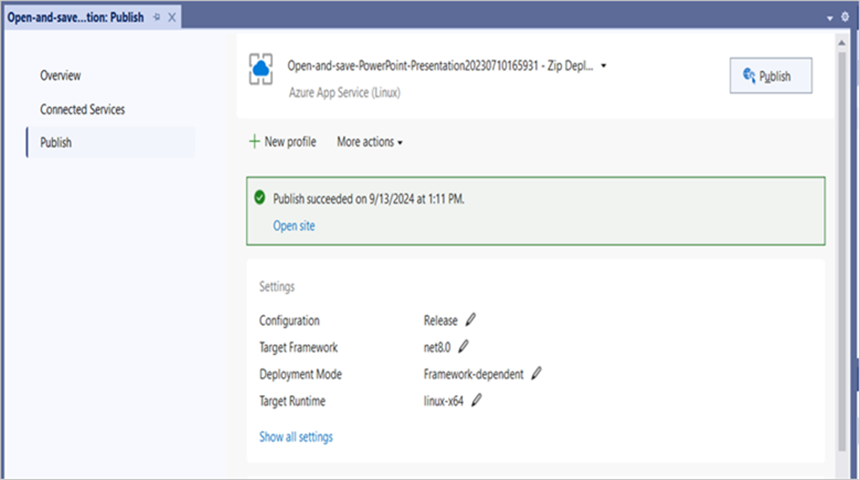 Open-and-save...tion: Publish
Overview
Connected Services
Publish
Open-and-save-PowerPoint-Presentation20230710165931 - Zip Depl...
Azure App Service (Linux)
Publish
New profile More actions
Publish succeeded on 9/13/2024 at 1:11 PM.
Open site
Settings
Configuration Release
Target Framework net8.0
Deployment Mode Framework-dependent
Target Runtime linux-x64
Show all settings